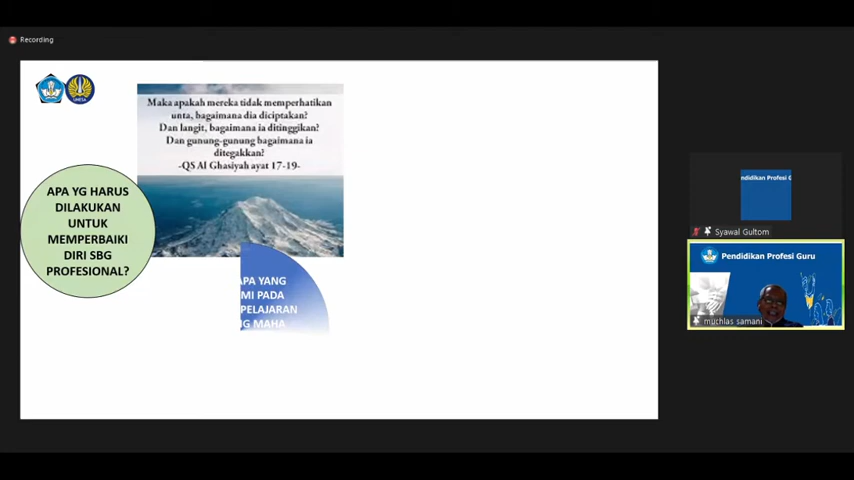 Recording
UNESA
Maka apakah mereka tidak memperhatikan
unta, bagaimana dia diciptakan?
Dan langit, bagaimana ia ditinggikan?
Dan gunung-gunung bagaimana ia
ditegakkan?
-QS Al Ghasiyah ayat 17-19-
APA YG HARUS
DILAKUKAN
UNTUK
MEMPERBAIKI
DIRI SBG
PROFESIONAL?
APA YANG
MI PADA
PELAJARAN
G MAHA
ndidikan Profesi G
Syawal Gultom
Pendidikan Profesi Guru
muchlas samani